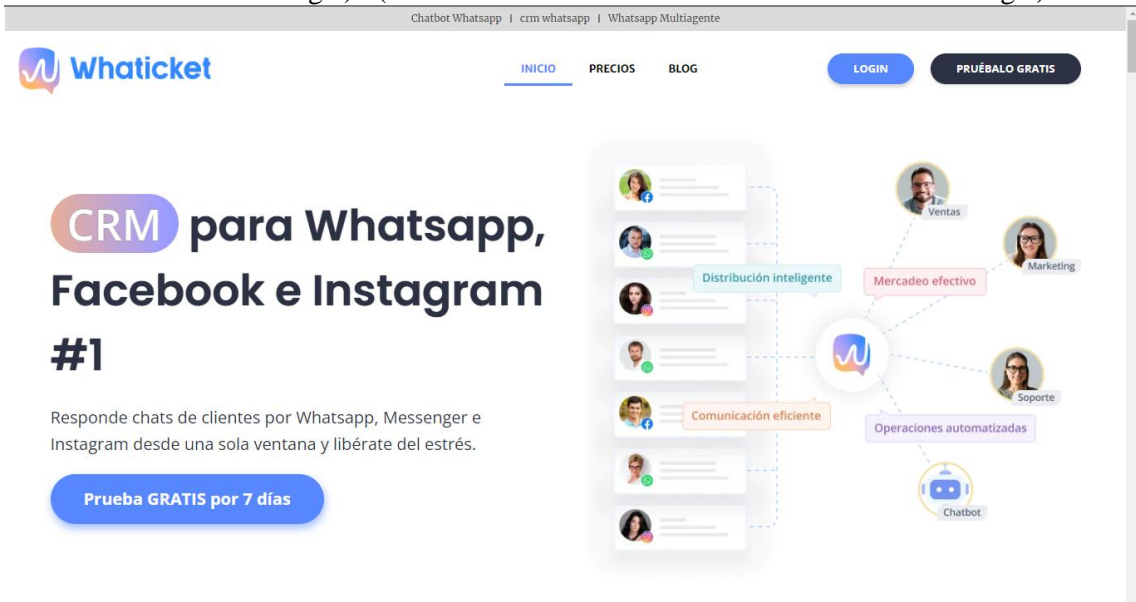 Chatbot Whatsapp | crm whatsapp | Whatsapp Multiagente
Whaticket
INICIO PRECIOS BLOG LOGIN PRUÉBALO GRATIS
CRM para Whatsapp,
Facebook e Instagram
#1
Responde chats de clientes por Whatsapp, Messenger e
Instagram desde una sola ventana y libérate del estrés.
Prueba GRATIS por 7 días
Ventas
Marketing
Distribución inteligente
Mercadeo efectivo
Soporte
Comunicación eficiente
Operaciones automatizadas
Chatbot